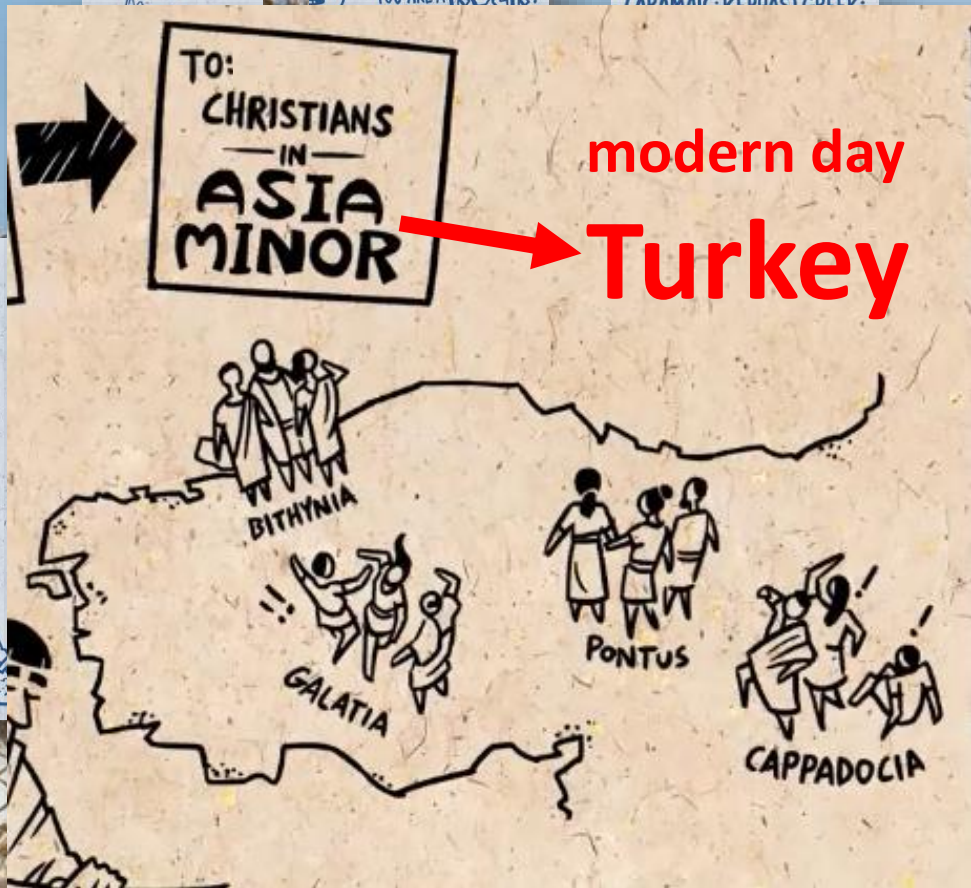 TO:
CHRISTIANS
IN
ASIA
MINOR
modern day
Turkey
BITHYNIA
GALATIA
PONTUS
CAPPADOCIA